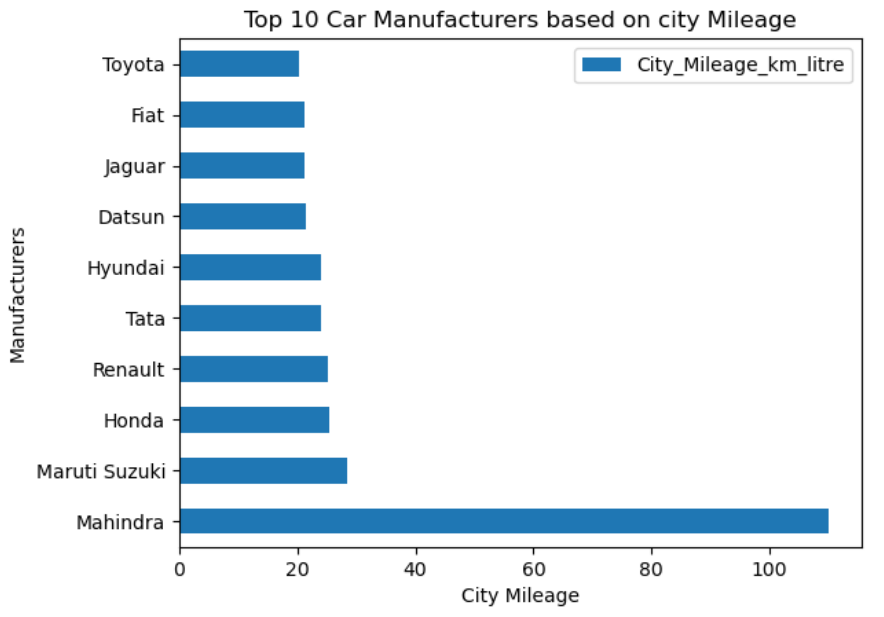 Top 10 Car Manufacturers based on city Mileage
City_Mileage_km_litre
Manufacturers
Toyota
Fiat
Jaguar
Datsun
Hyundai
Tata
Renault
Honda
Maruti Suzuki
Mahindra
0 20 40 60 80 100
City Mileage